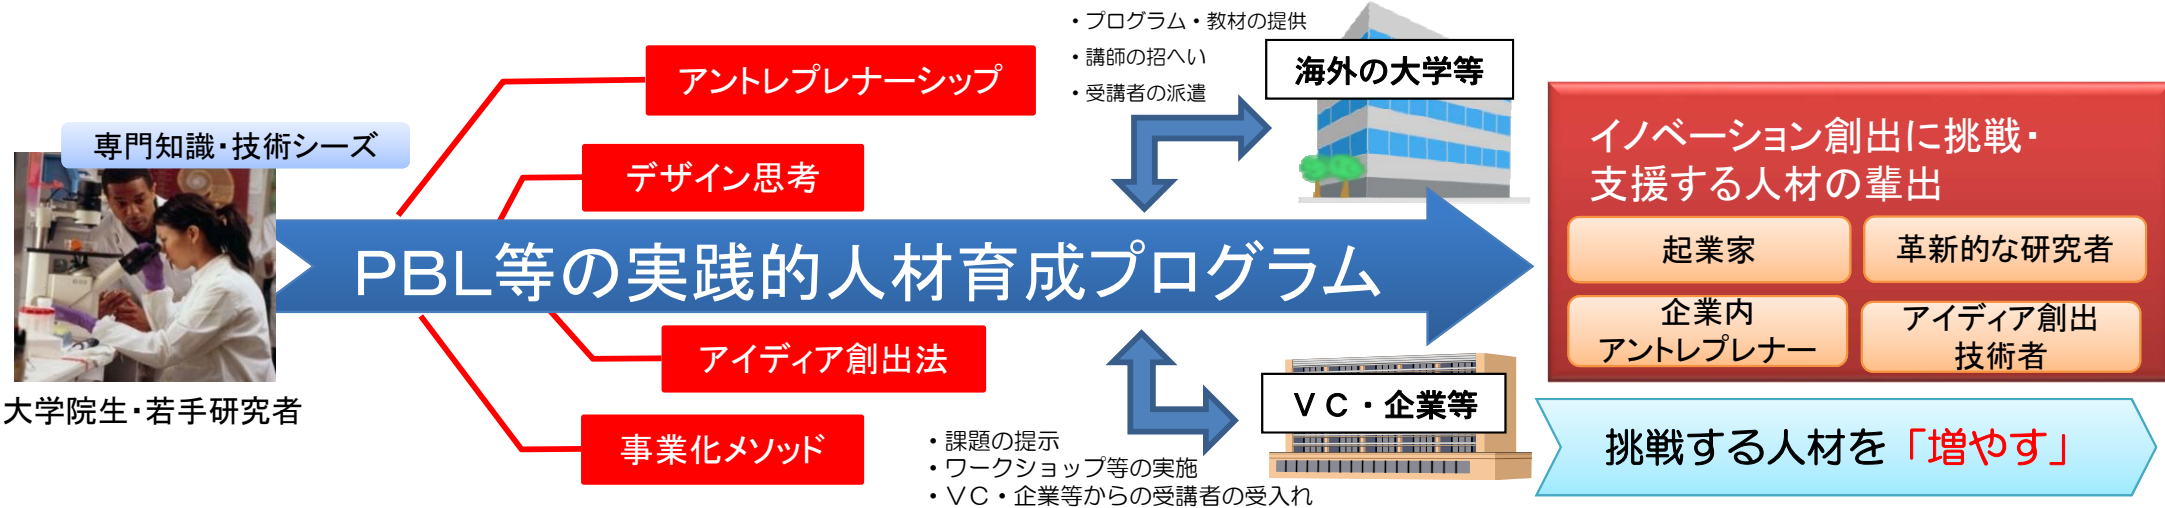 専門知識・技術シーズ
大学院生・若手研究者
アントレプレナーシップ
デザイン思考
PBL等の実践的人材育成プログラム
アイディア創出法
事業化メソッド
・プログラム・教材の提供
・講師の招へい
・受講者の派遣
海外の大学等
VC・企業等
・課題の提示
・ワークショップ等の実施
・VC・企業等からの受講者の受入れ
イノベーション創出に挑戦・
支援する人材の輩出
起業家
革新的な研究者
企業内
アントレプレナー
アイディア創出
技術者
挑戦する人材を「増やす」